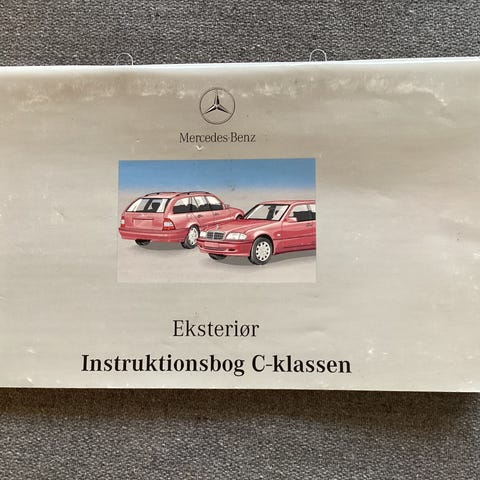 Mercedes-Benz
Eksteriør
Instruktionsbog C-klassen